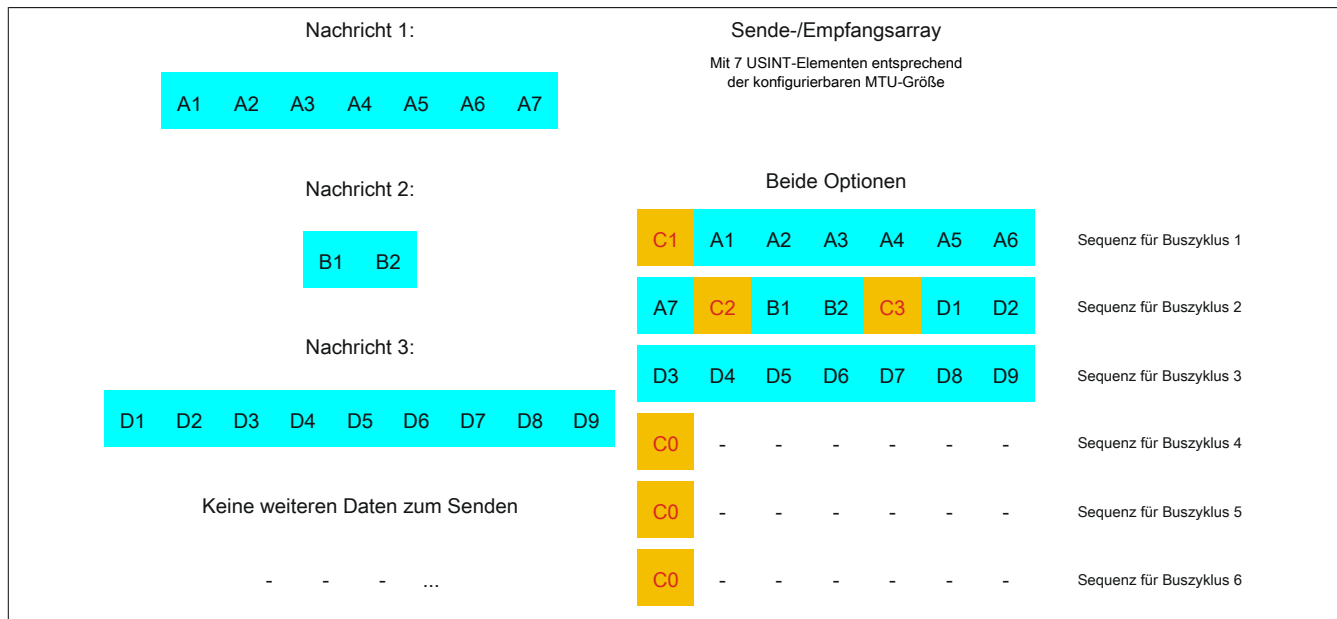 Nachricht 1:
A1 A2 A3 A4 A5 A6 A7
Nachricht 2:
B1 B2
Nachricht 3:
D1 D2 D3 D4 D5 D6 D7 D8 D9
Keine weiteren Daten zum Senden
- - - ...
Sende-/Empfangsarray
Mit 7 USINT-Elementen entsprechend
der konfigurierbaren MTU-Größe
Beide Optionen
C1 A1 A2 A3 A4 A5 A6 Sequenz für Buszyklus 1
A7 C2 B1 B2 C3 D1 D2 Sequenz für Buszyklus 2
D3 D4 D5 D6 D7 D8 D9 Sequenz für Buszyklus 3
C0 - - - - - - Sequenz für Buszyklus 4
C0 - - - - - - Sequenz für Buszyklus 5
C0 - - - - - - Sequenz für Buszyklus 6